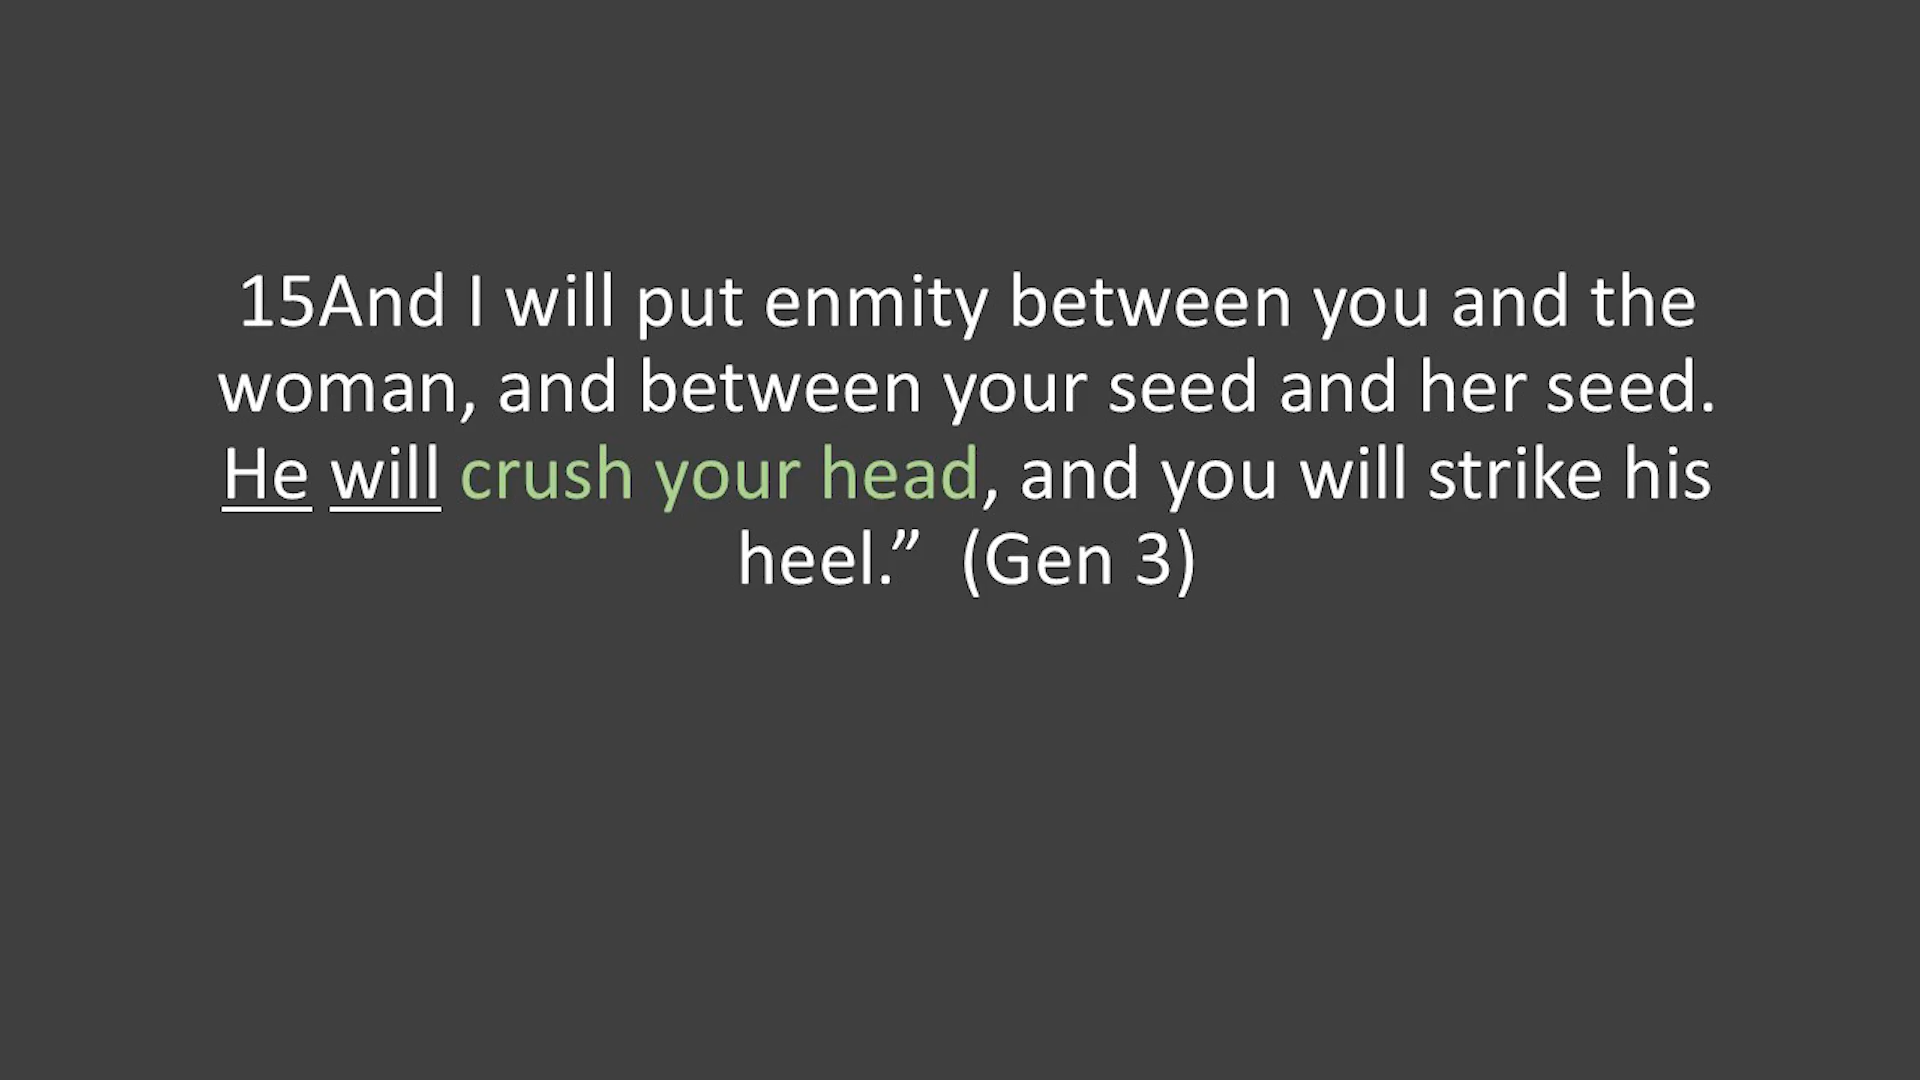 15And I will put enmity between you and the
woman, and between your seed and her seed.
He will crush your head, and you will strike his
heel.”  (Gen 3)